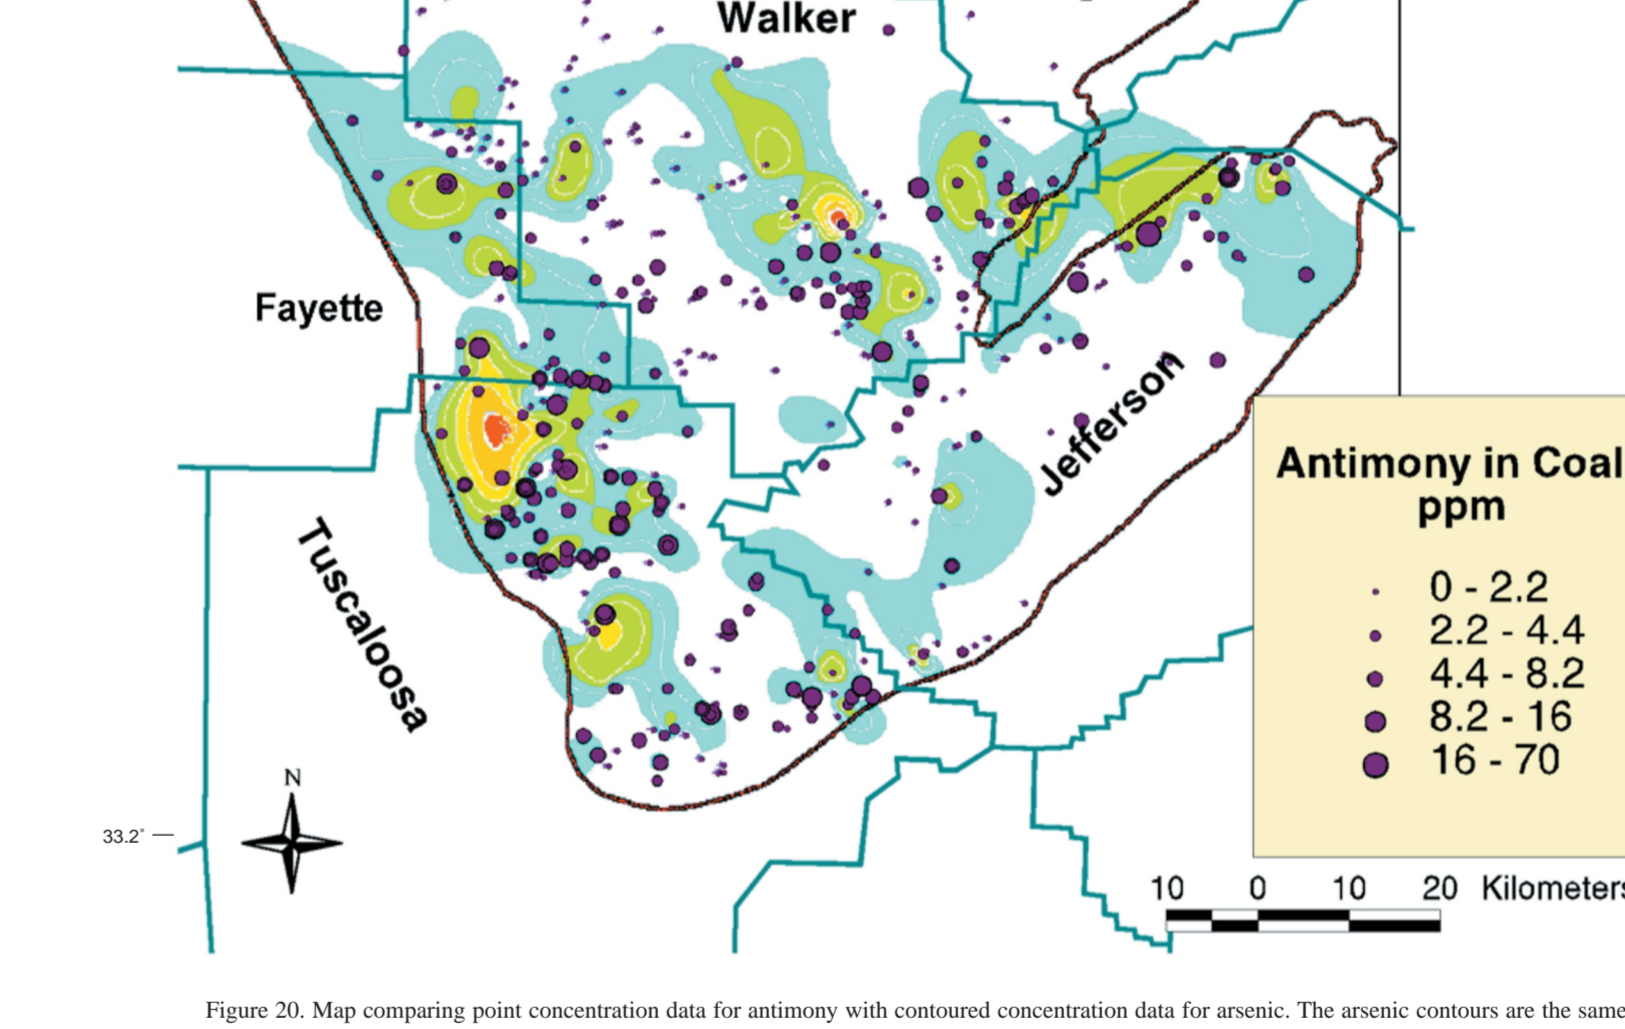 Walker
Fayette
Jefferson
Tuscaloosa
Antimony in Coal
ppm
0 - 2.2
2.2 - 4.4
4.4 - 8.2
8.2 - 16
16 - 70
N
33.2°
10 0 10 20 Kilometers
Figure 20. Map comparing point concentration data for antimony with contoured concentration data for arsenic. The arsenic contours are the same